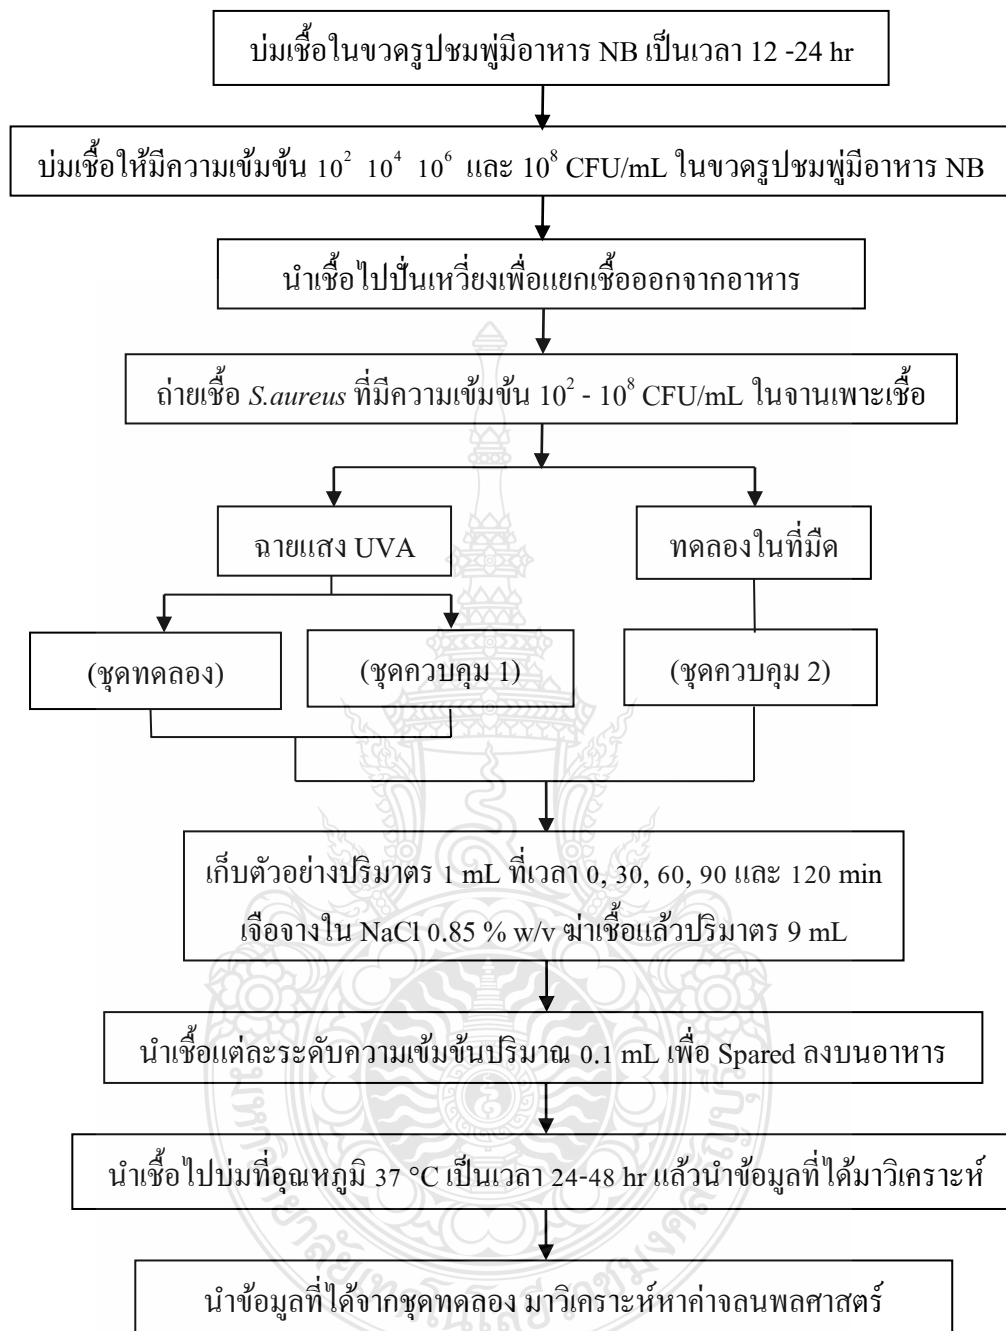 บ่มเชื้อในขวดรูปชมพู่มีอาหาร NB เป็นเวลา 12 -24 hr
บ่มเชื้อให้มีความเข้มข้น 10² 10⁴ 10⁶ และ 10⁸ CFU/mL ในขวดรูปชมพู่มีอาหาร NB
นำเชื้อไปปั่นเหวี่ยงเพื่อแยกเชื้อออกจากอาหาร
ถ่ายเชื้อ S.aureus ที่มีความเข้มข้น 10² - 10⁸ CFU/mL ในจานเพาะเชื้อ
ฉายแสง UVA
ทดลองในที่มืด
(ชุดทดลอง)
(ชุดควบคุม 1)
(ชุดควบคุม 2)
เก็บตัวอย่างปริมาตร 1 mL ที่เวลา 0, 30, 60, 90 และ 120 min
เจือจางใน NaCl 0.85 % w/v ฆ่าเชื้อแล้วปริมาตร 9 mL
นำเชื้อแต่ละระดับความเข้มข้นปริมาณ 0.1 mL เพื่อ Spared ลงบนอาหาร
นำเชื้อไปบ่มที่อุณหภูมิ 37 °C เป็นเวลา 24-48 hr แล้วนำข้อมูลที่ได้มาวิเคราะห์
นำข้อมูลที่ได้จากชุดทดลอง มาวิเคราะห์หาค่าจลนพลศาสตร์